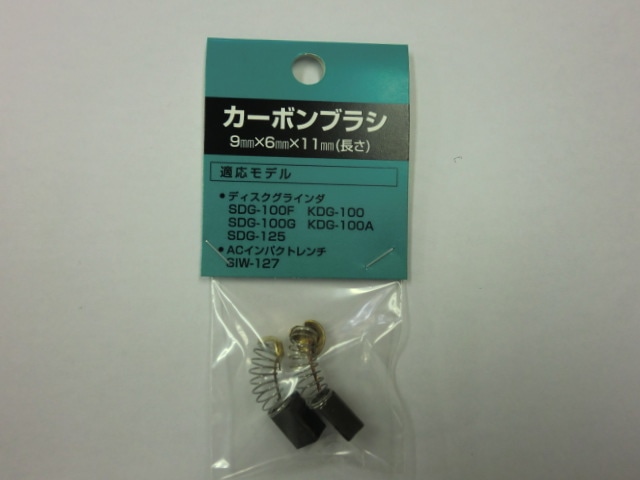 カーボンブラシ
9㎜×6㎜×11㎜(長さ)
適応モデル
●ディスクグラインダ
SDG-100F KDG-100
SDG-100G KDG-100A
SDG-125
●ACインパクトレンチ
SIW-127